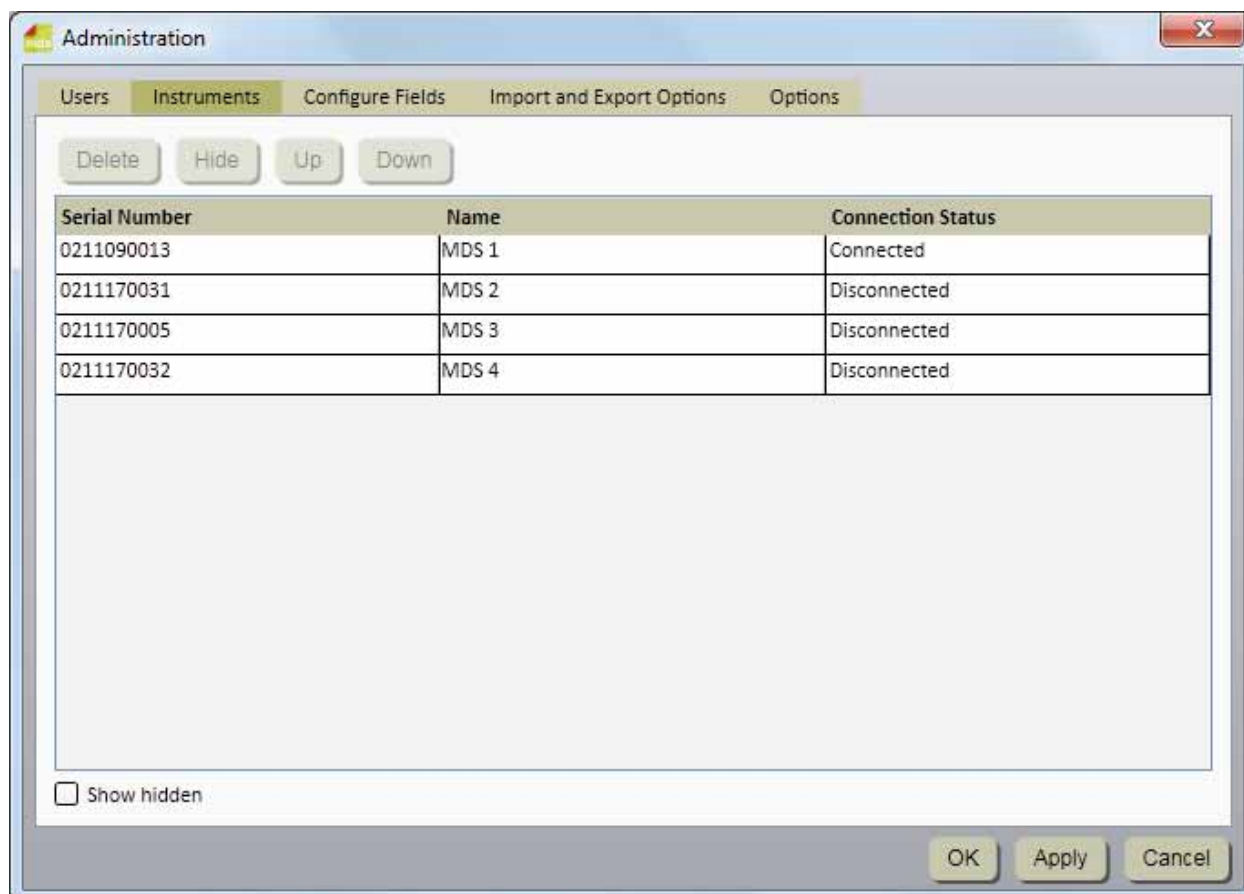 Administration
Users Instruments Configure Fields Import and Export Options Options
Delete Hide Up Down
Serial Number Name Connection Status
0211090013 MDS 1 Connected
0211170031 MDS 2 Disconnected
0211170005 MDS 3 Disconnected
0211170032 MDS 4 Disconnected
Show hidden
OK Apply Cancel